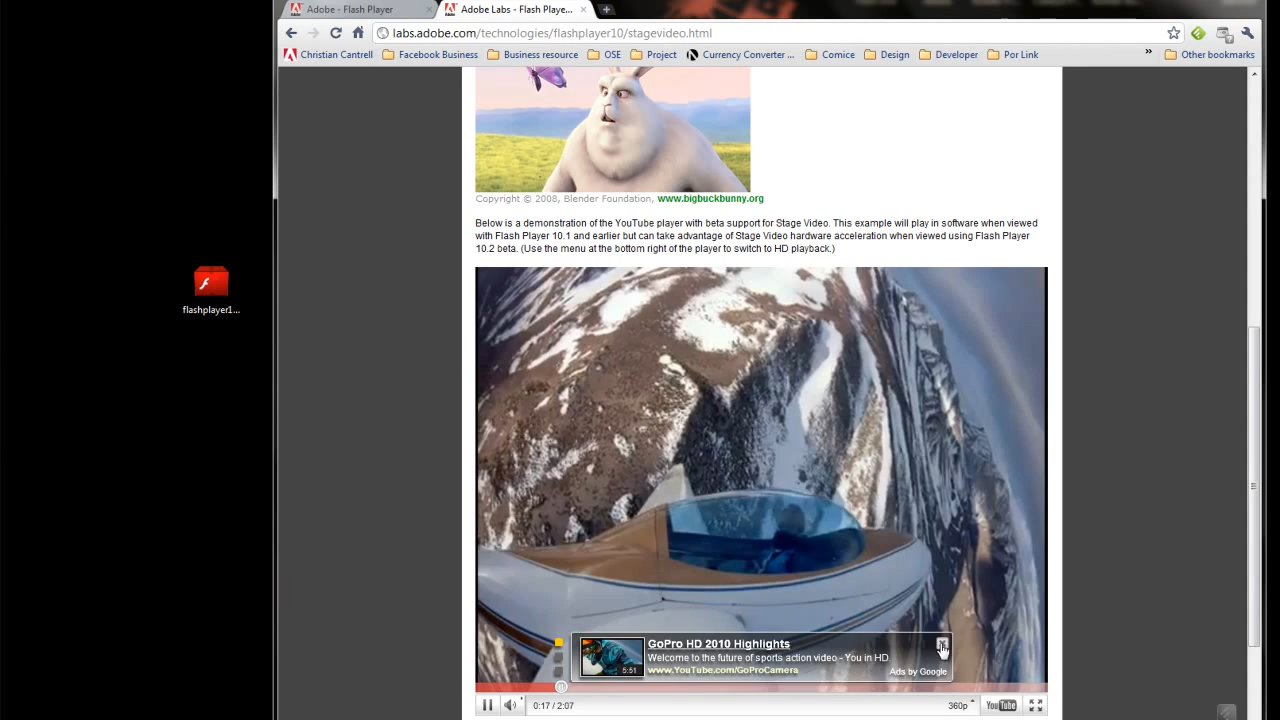 Adobe - Flash Player
Adobe Labs - Flash Playe...
labs.adobe.com/technologies/flashplayer10/stagevideo.html
Christian Cantrell
Facebook Business
Business resource
OSE
Project
Currency Converter ...
Comice
Design
Developer
Por Link
»
Other bookmarks
Copyright © 2008, Blender Foundation, www.bigbuckbunny.org
Below is a demonstration of the YouTube player with beta support for Stage Video. This example will play in software when viewed
with Flash Player 10.1 and earlier but can take advantage of Stage Video hardware acceleration when viewed using Flash Player
10.2 beta. (Use the menu at the bottom right of the player to switch to HD playback.)
flashplayer1...
GoPro HD 2010 Highlights
Welcome to the future of sports action video - You in HD.
www.YouTube.com/GoProCamera
5:51
Ads by Google
0:17 / 2:07
360p
YouTube